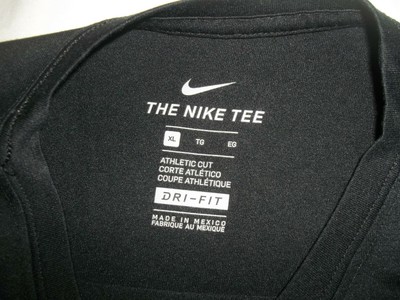 THE NIKE TEE
XL TG EG
ATHLETIC CUT
CORTE ATLÉTICO
COUPE ATHLÉTIQUE
DRI-FIT
MADE IN MEXICO
FABRIQUE AU MEXIQUE